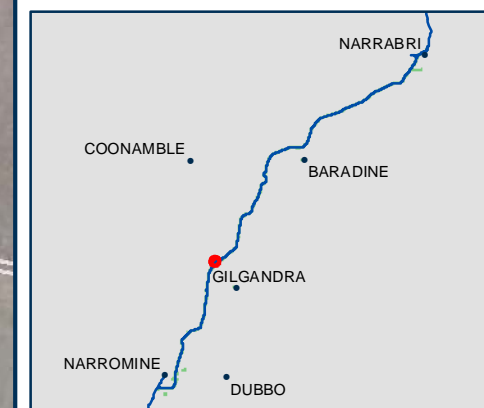 NARRABRI
COONAMBLE
BARADINE
GILGANDRA
NARROMINE
DUBBO